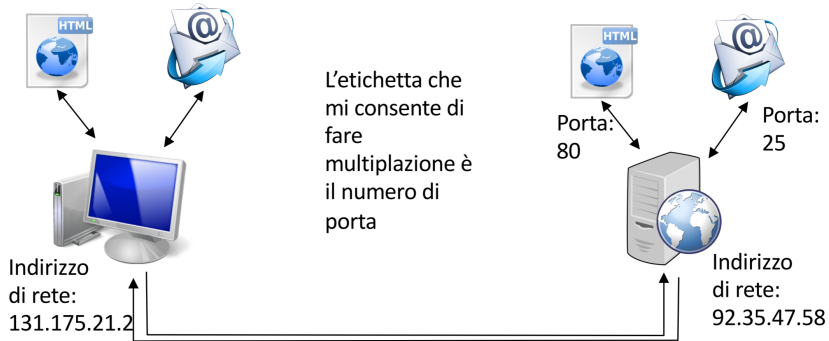 HTML
@
L'etichetta che
mi consente di
fare
multiplazione è
il numero di
porta
HTML
@
Porta:
80
Porta:
25
Indirizzo
di rete:
131.175.21.2
Indirizzo
di rete:
92.35.47.58